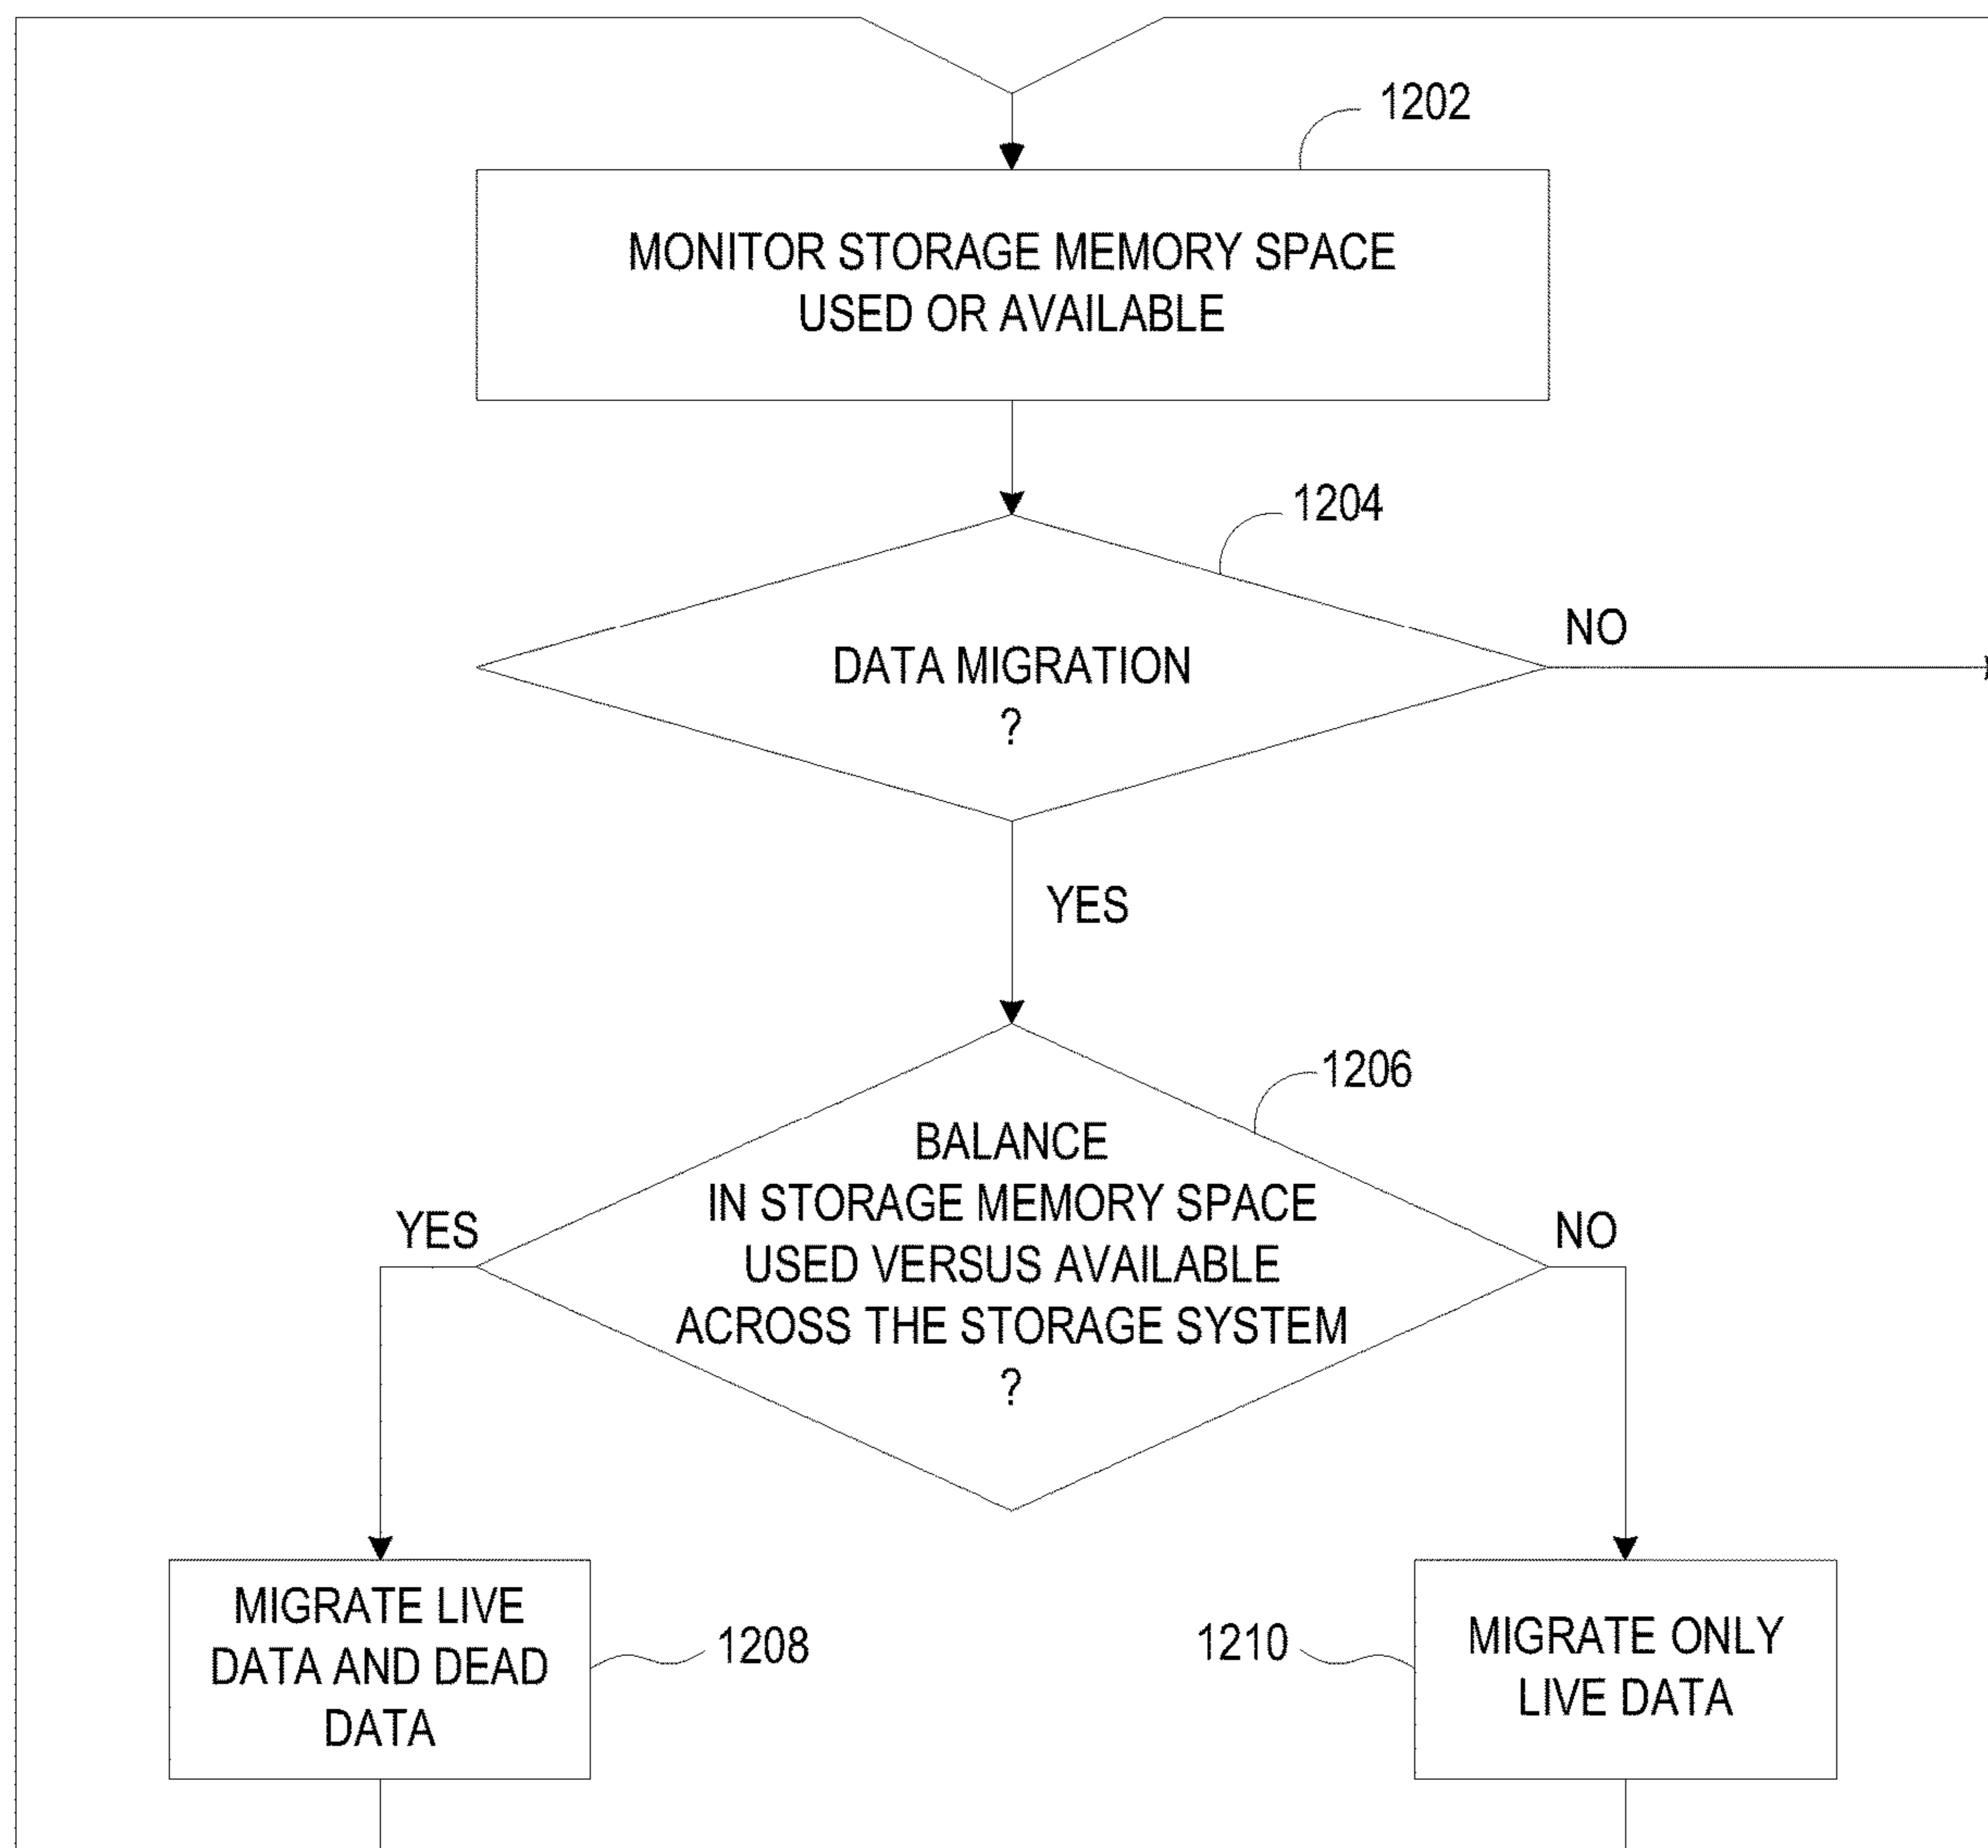 1202
MONITOR STORAGE MEMORY SPACE
USED OR AVAILABLE
1204
DATA MIGRATION
?
NO
YES
1206
BALANCE
IN STORAGE MEMORY SPACE
USED VERSUS AVAILABLE
ACROSS THE STORAGE SYSTEM
?
YES
NO
MIGRATE LIVE
DATA AND DEAD
DATA
1208
1210
MIGRATE ONLY
LIVE DATA